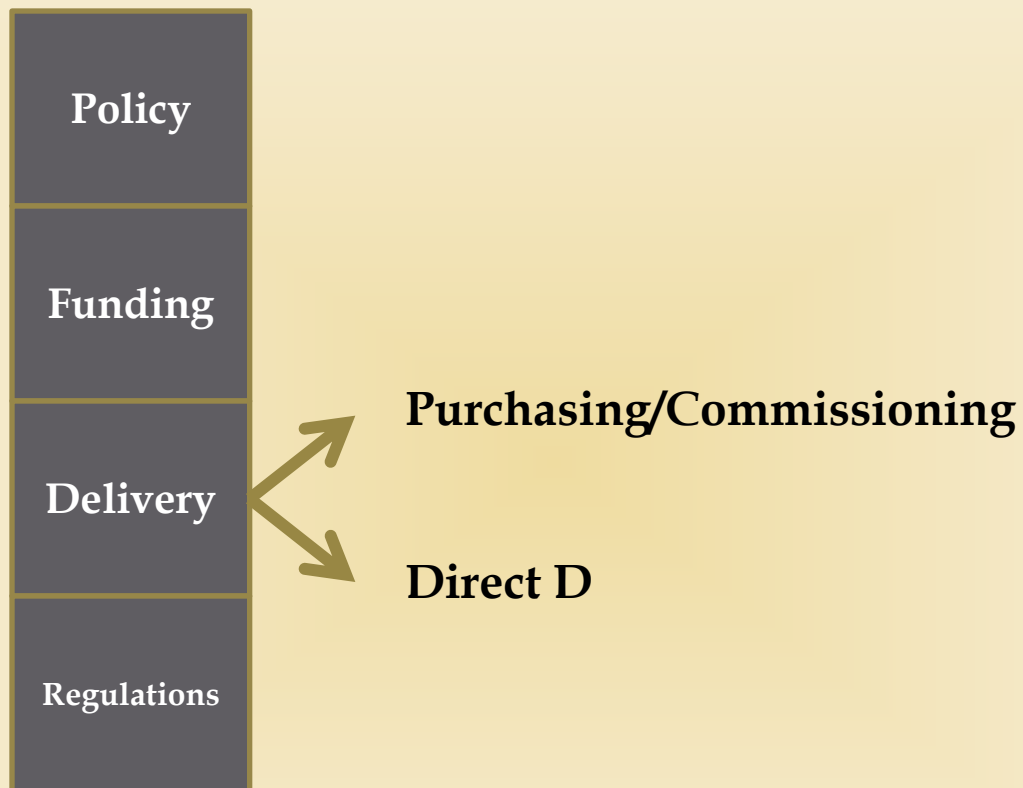 Policy
Funding
Purchasing/Commissioning
Delivery
Direct D
Regulations